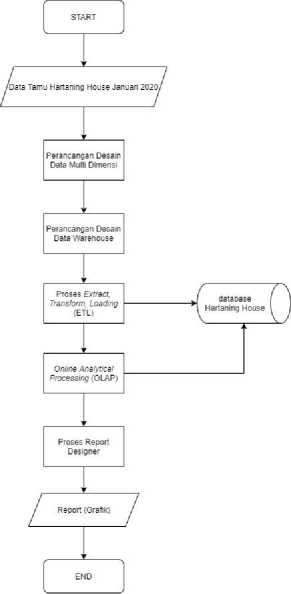 START
Data Tamu Hartaning House Januari 2020
Perancangan Desain
Data Multi Dimensi
Perancangan Desain
Data Warehouse
Proses Extract,
Transform, Loading
(ETL)
database
Hartaning House
Online Analytical
Processing (OLAP)
Proses Report
Designer
Report (Grafik)
END